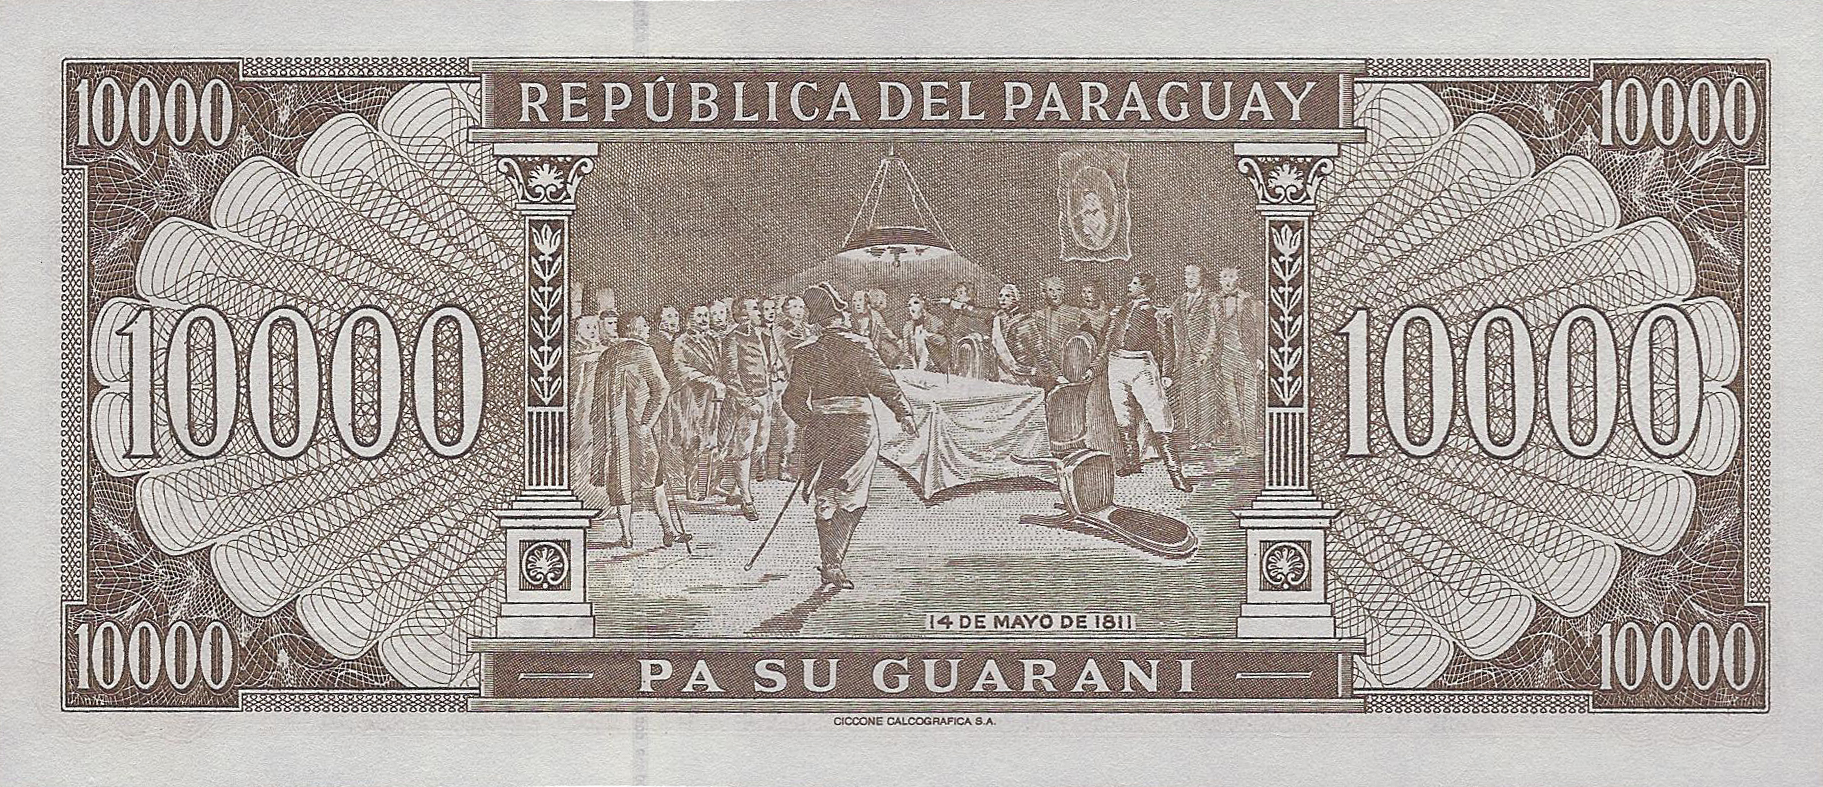 10000 REPÚBLICA DEL PARAGUAY 10000
10000 10000
14 DE MAYO DE 1811
10000 — PA SU GUARANI — 10000
CICCONE CALCOGRAFICA S.A.